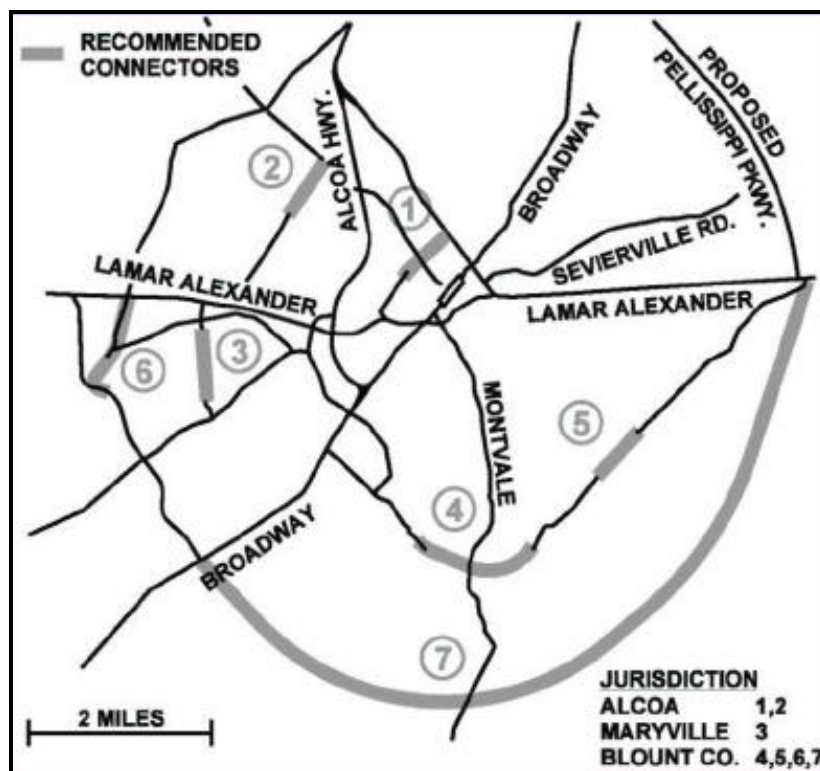 RECOMMENDED
CONNECTORS
PROPOSED
PELLISSIPPI PKWY.
ALCOA HWY.
BROADWAY
2
1
SEVIERVILLE RD.
LAMAR ALEXANDER
LAMAR ALEXANDER
3
6
MONTVALE
5
4
BROADWAY
7
2 MILES
JURISDICTION
ALCOA 1,2
MARYVILLE 3
BLOUNT CO. 4,5,6,7